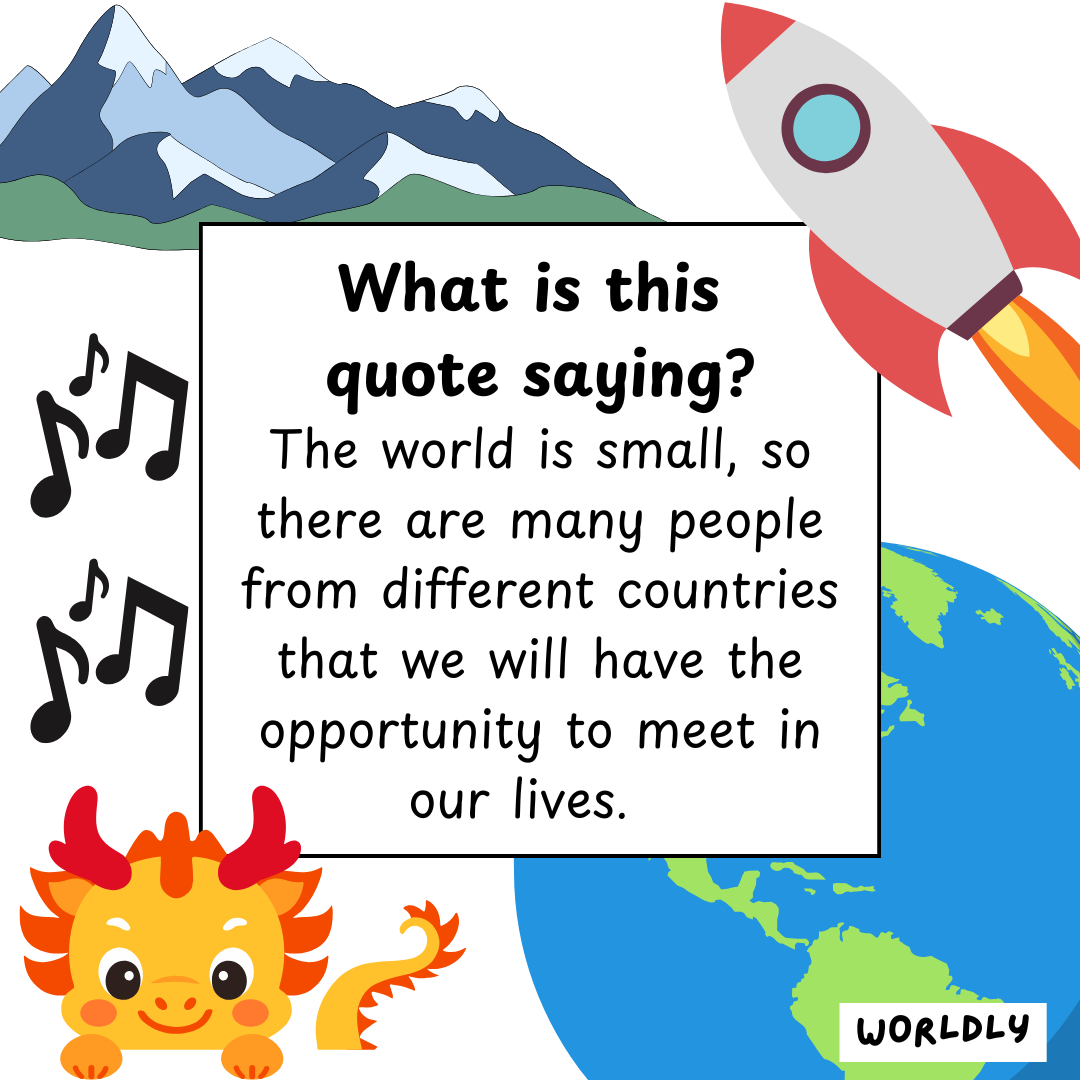 What is this
quote saying?
The world is small, so
there are many people
from different countries
that we will have the
opportunity to meet in
our lives.
WORLDLY